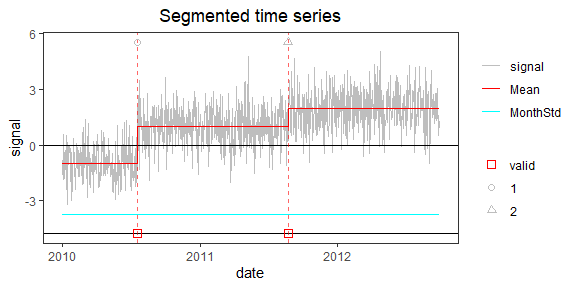 Segmented time series
6
3
0
-3
signal
2010
2011
2012
date
signal
Mean
MonthStd
valid
1
2